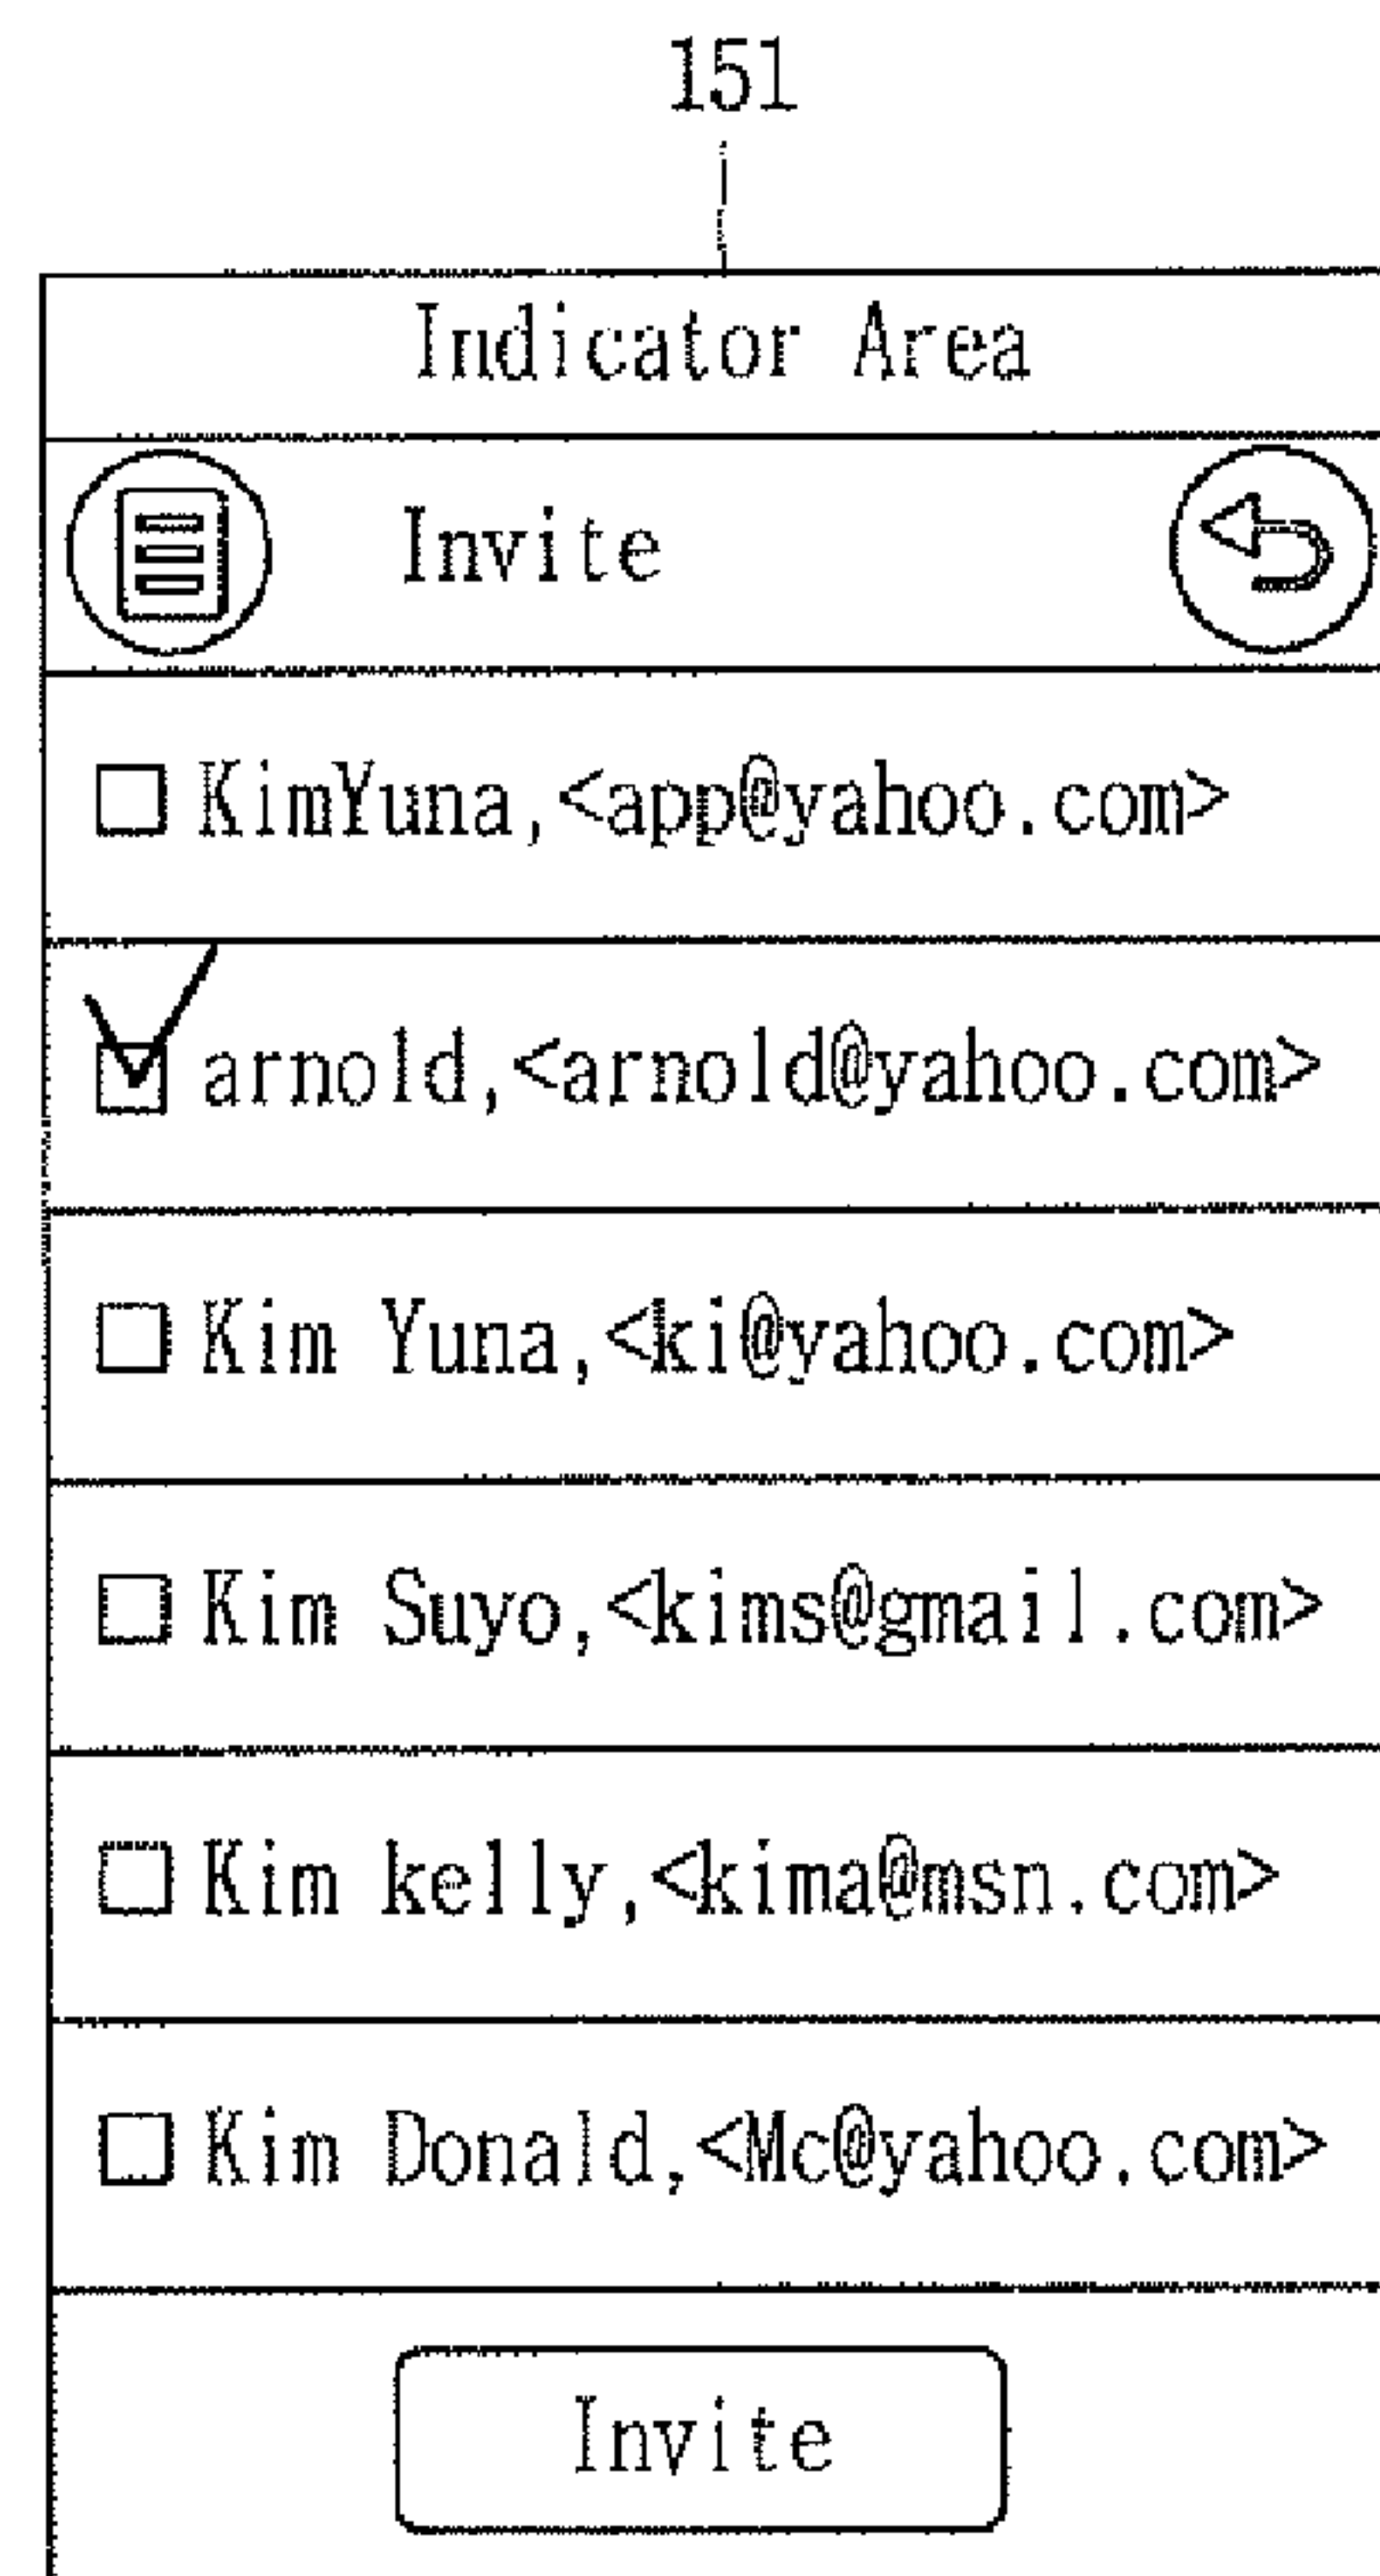 151
Indicator Area
Invite
KimYuna,<app@yahoo.com>
arnold,<arnold@yahoo.com>
Kim Yuna,<ki@yahoo.com>
Kim Suyo,<kims@gmail.com>
Kim kelly,<kima@msn.com>
Kim Donald,<Mc@yahoo.com>
Invite